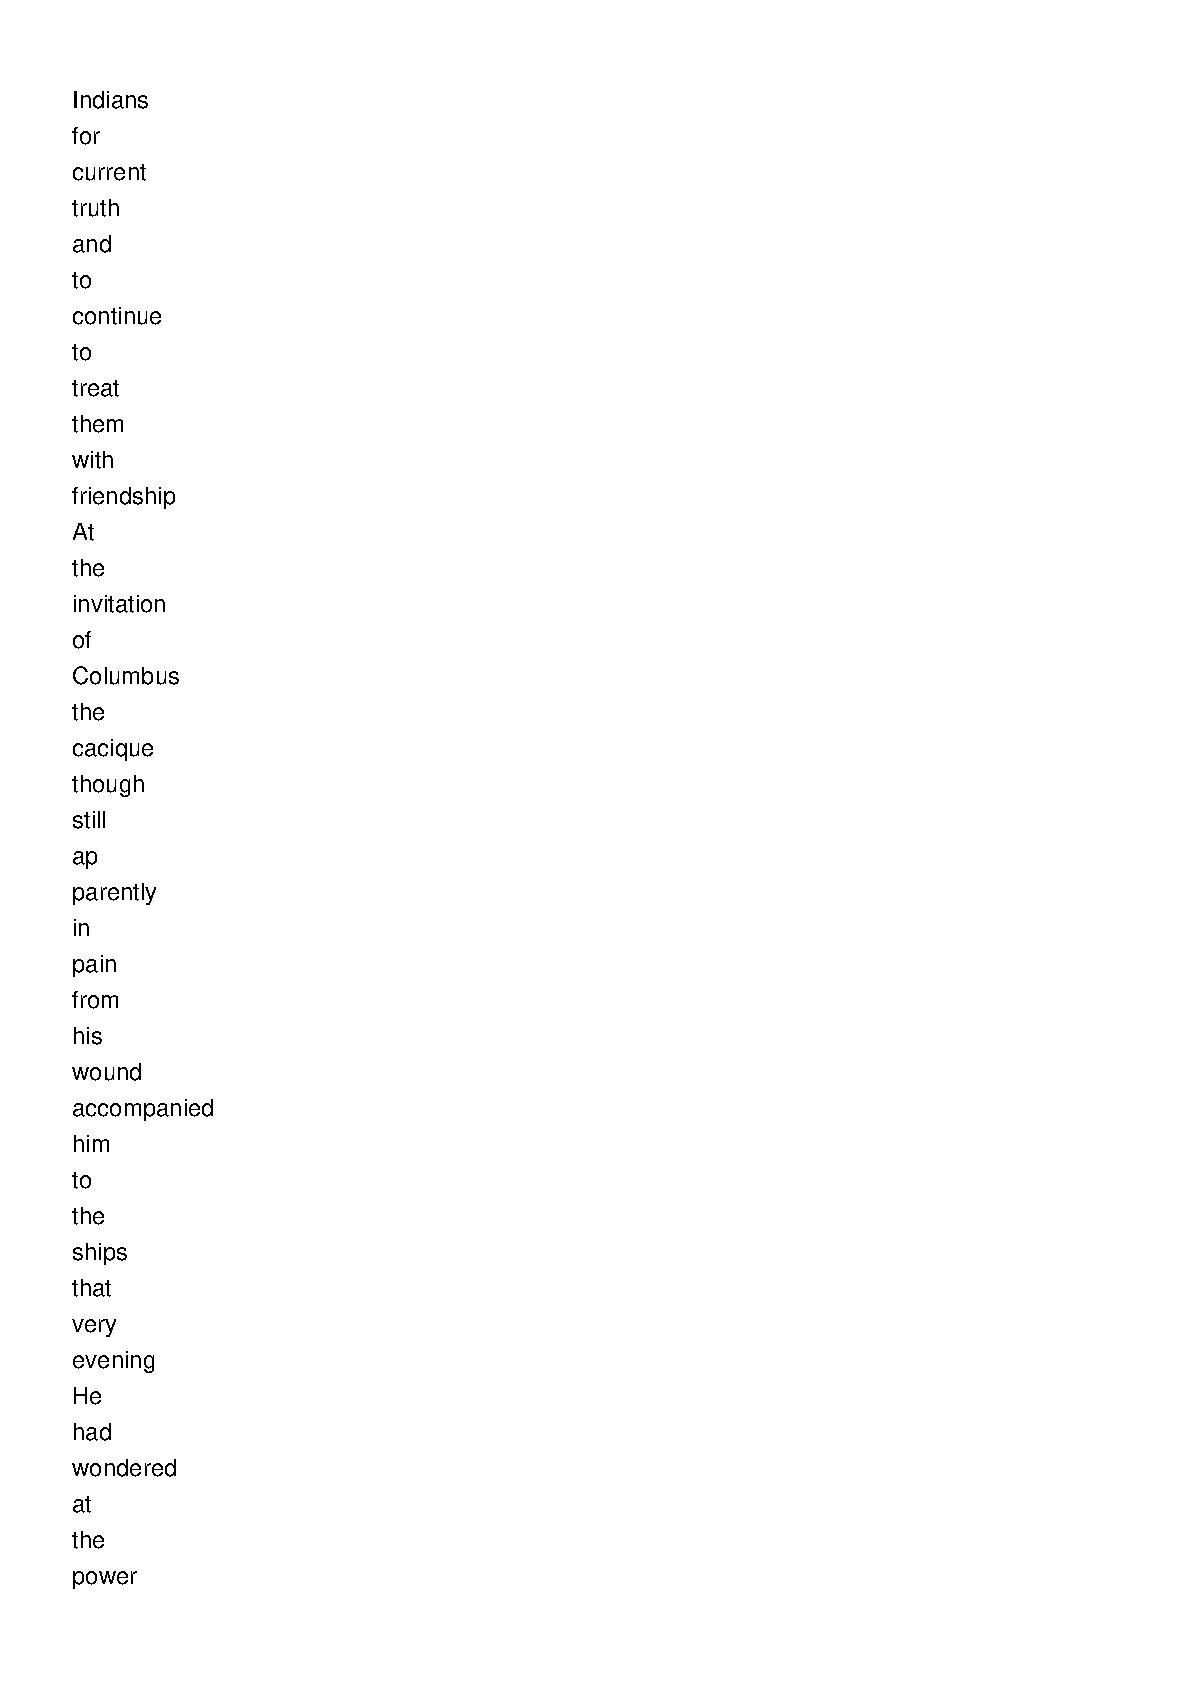 Indians
for
current
truth
and
to
continue
to
treat
them
with
friendship
At
the
invitation
of
Columbus
the
cacique
though
still
ap
parently
in
pain
from
his
wound
accompanied
him
to
the
ships
that
very
evening
He
had
wondered
at
the
power